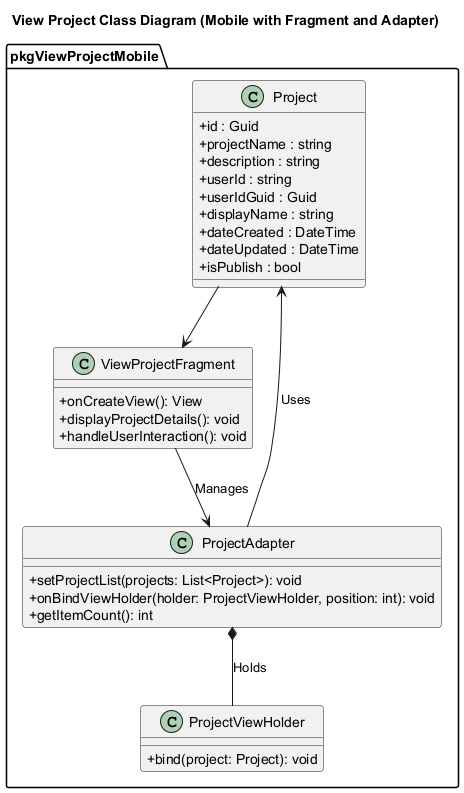 View Project Class Diagram (Mobile with Fragment and Adapter)
pkgViewProjectMobile
C Project
+id : Guid
+projectName : string
+description : string
+userId : string
+userIdGuid : Guid
+displayName : string
+dateCreated : DateTime
+dateUpdated : DateTime
+isPublish : bool
C ViewProjectFragment
+onCreateView(): View
+displayProjectDetails(): void
+handleUserInteraction(): void
Uses
Manages
C ProjectAdapter
+setProjectList(projects: List<Project>): void
+onBindViewHolder(holder: ProjectViewHolder, position: int): void
+getItemCount(): int
Holds
C ProjectViewHolder
+bind(project: Project): void